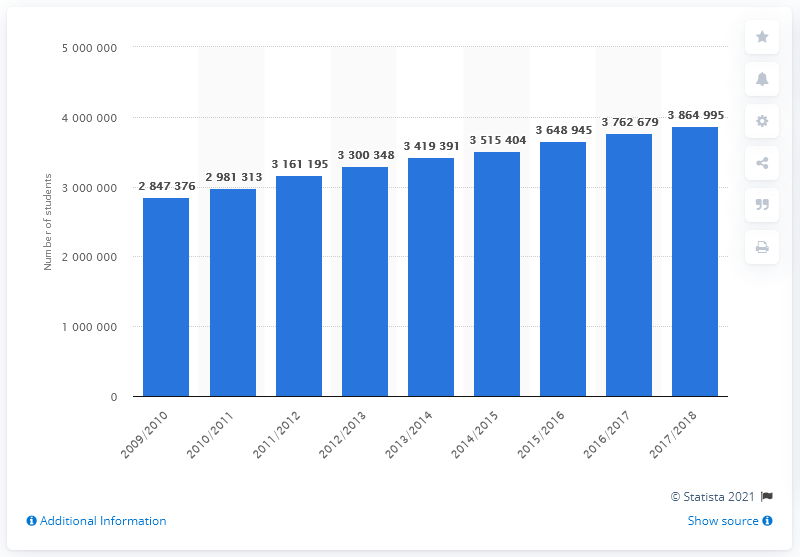 5 000 000
4 000 000
3 000 000
2 000 000
1 000 000
0
Number of students
2 847 376
2 981 313
3 161 195
3 300 348
3 419 391
3 515 404
3 648 945
3 762 679
3 864 995
2009/2010
2010/2011
2011/2012
2012/2013
2013/2014
2014/2015
2015/2016
2016/2017
2017/2018
© Statista 2021
Additional Information
Show source